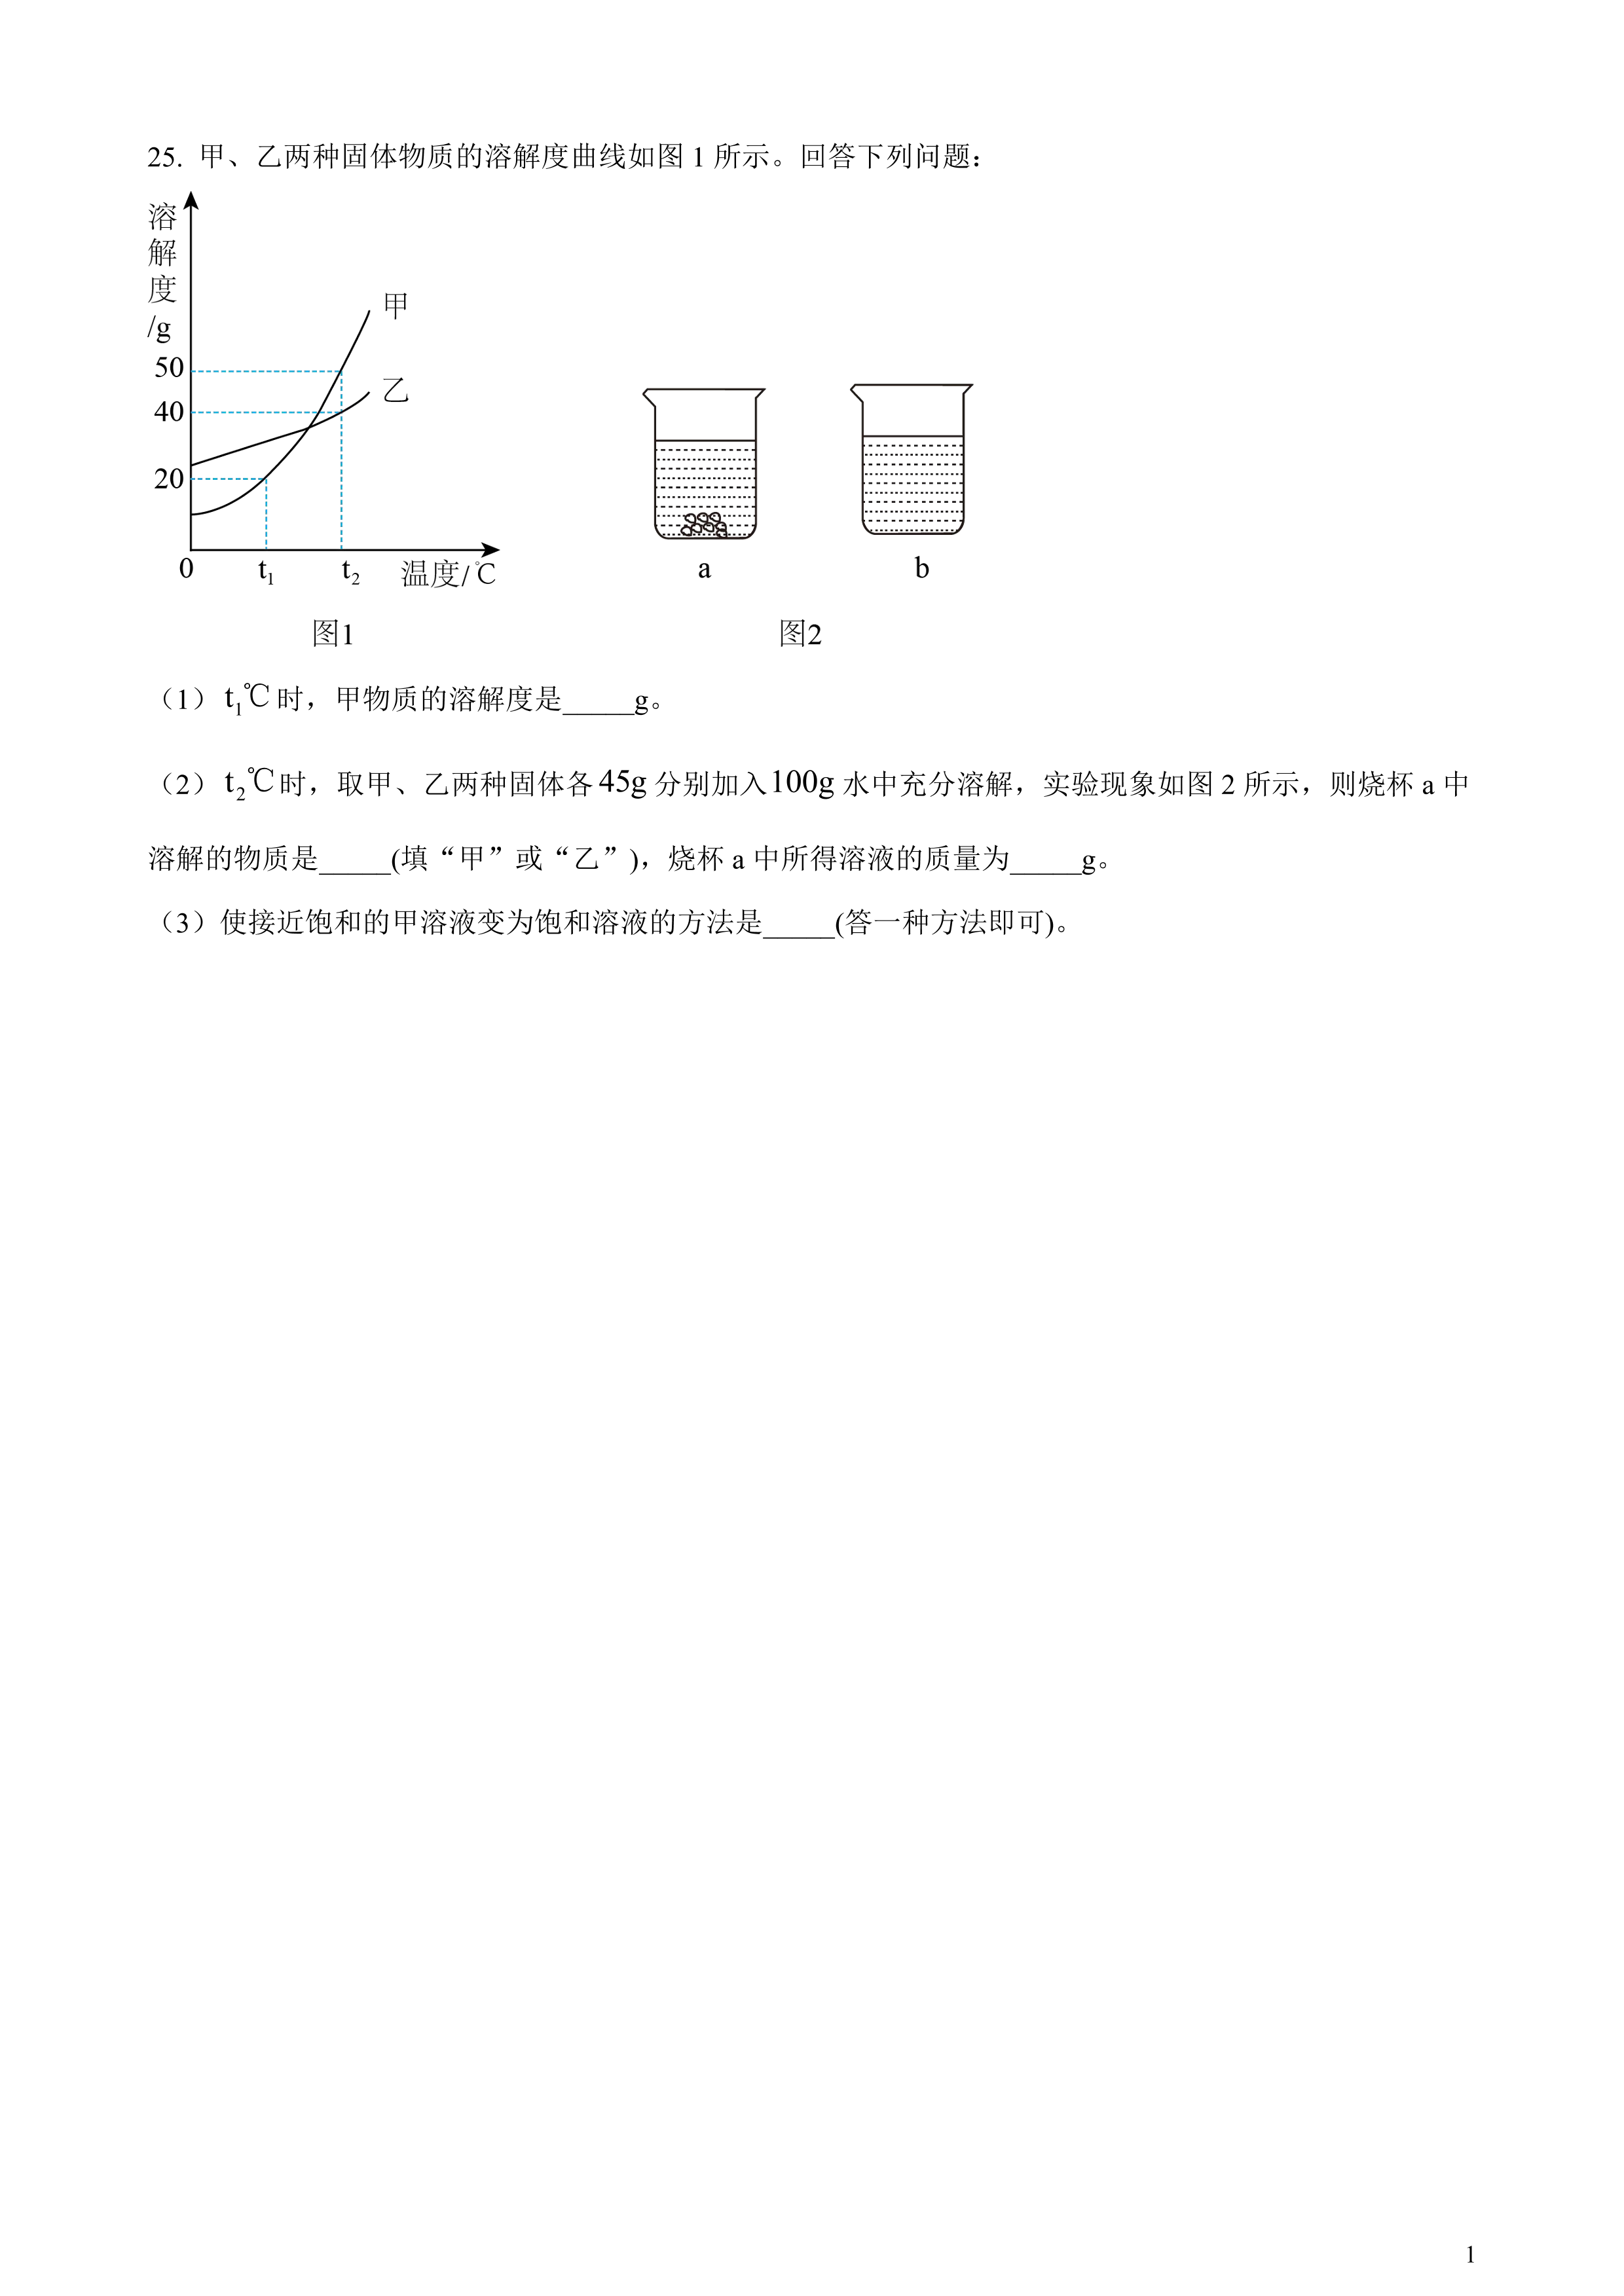 25. 甲、乙两种固体物质的溶解度曲线如图 1 所示。回答下列问题：
溶
解
度
/g
50
40
20
0
t₁
t₂
温度/℃
甲
乙
a
b
图1
图2
（1）t₁℃时，甲物质的溶解度是_____g。
（2）t₂℃时，取甲、乙两种固体各 45g 分别加入100g 水中充分溶解，实验现象如图 2 所示，则烧杯 a 中
溶解的物质是_____(填“甲”或“乙”)，烧杯 a 中所得溶液的质量为_____g。
（3）使接近饱和的甲溶液变为饱和溶液的方法是_____(答一种方法即可)。
1